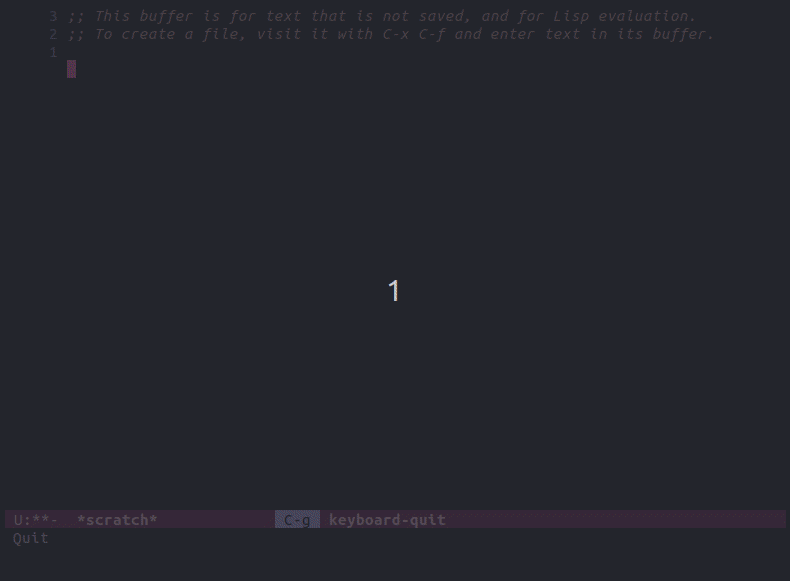 3 ;; This buffer is for text that is not saved, and for Lisp evaluation.
2 ;; To create a file, visit it with C-x C-f and enter text in its buffer.
1
1
U:**-  *scratch*  C-g  keyboard-quit
Quit